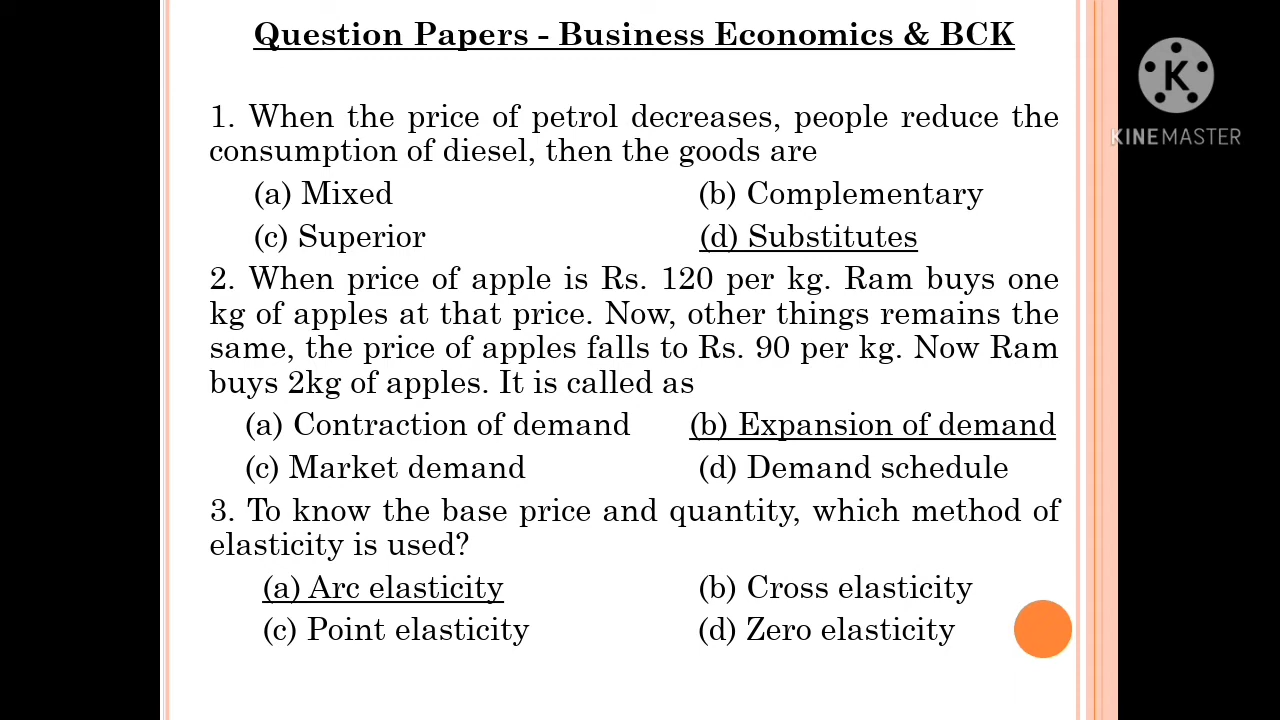 Question Papers - Business Economics & BCK
K
KINEMASTER
1. When the price of petrol decreases, people reduce the
consumption of diesel, then the goods are
(a) Mixed (b) Complementary
(c) Superior (d) Substitutes
2. When price of apple is Rs. 120 per kg. Ram buys one
kg of apples at that price. Now, other things remains the
same, the price of apples falls to Rs. 90 per kg. Now Ram
buys 2kg of apples. It is called as
(a) Contraction of demand (b) Expansion of demand
(c) Market demand (d) Demand schedule
3. To know the base price and quantity, which method of
elasticity is used?
(a) Arc elasticity (b) Cross elasticity
(c) Point elasticity (d) Zero elasticity